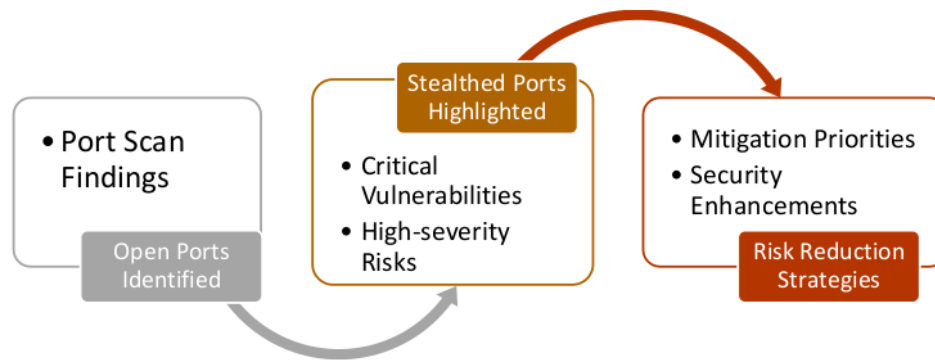 • Port Scan
Findings
Open Ports
Identified
Stealthed Ports
Highlighted
• Critical
Vulnerabilities
• High-severity
Risks
• Mitigation Priorities
• Security
Enhancements
Risk Reduction
Strategies